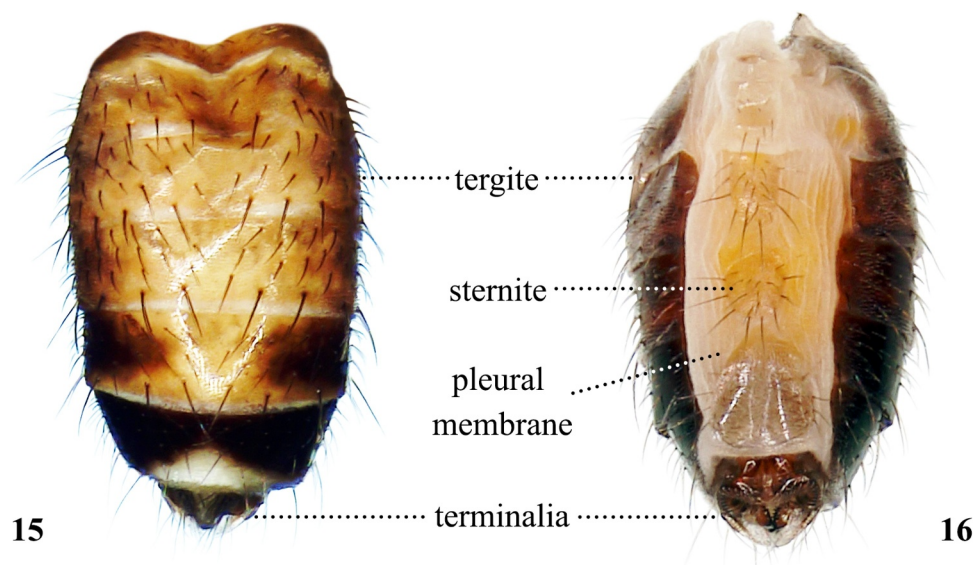 tergite
sternite
pleural
membrane
terminalia
15
16